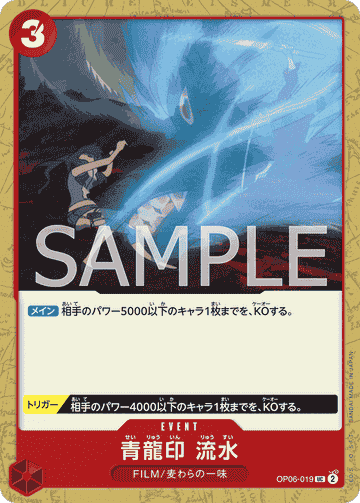 3
SAMPLE
メイン 相手のパワー5000以下のキャラ1枚までを、KOする。
トリガー 相手のパワー4000以下のキャラ1枚までを、KOする。
EVENT
青龍印 流水
FILM/麦わらの一味
OP06-019 UC 2